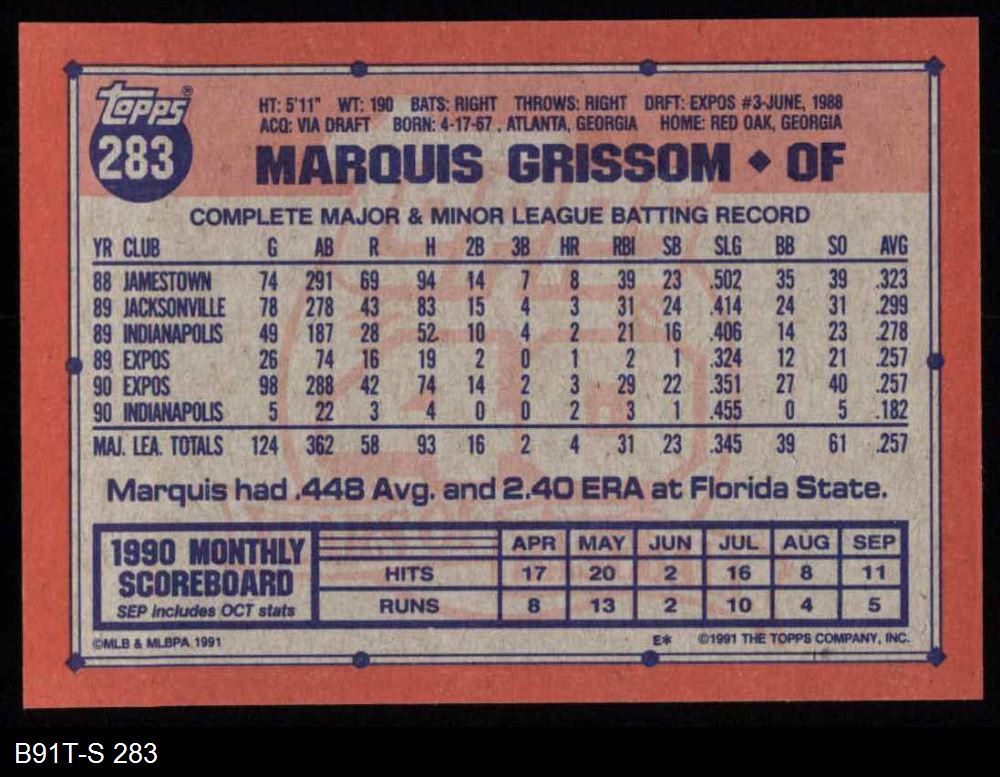 Topps®
283
HT: 5'11" WT: 190 BATS: RIGHT THROWS: RIGHT DRFT: EXPOS #3-JUNE, 1988
ACQ: VIA DRAFT BORN: 4-17-67, ATLANTA, GEORGIA HOME: RED OAK, GEORGIA
MARQUIS GRISSOM ◆ OF
COMPLETE MAJOR & MINOR LEAGUE BATTING RECORD
YR CLUB G AB R H 2B 3B HR RBI SB SLG BB SO AVG
88 JAMESTOWN 74 291 69 94 14 7 8 39 23 .502 35 39 .323
89 JACKSONVILLE 78 278 43 83 15 4 3 31 24 .414 24 31 .299
89 INDIANAPOLIS 49 187 28 52 10 4 2 21 16 .406 14 23 .278
89 EXPOS 26 74 16 19 2 0 1 2 1 .324 12 21 .257
90 EXPOS 98 288 42 74 14 2 3 29 22 .351 27 40 .257
90 INDIANAPOLIS 5 22 3 4 0 0 2 3 1 .455 0 5 .182
MAJ. LEA. TOTALS 124 362 58 93 16 2 4 31 23 .345 39 61 .257
Marquis had .448 Avg. and 2.40 ERA at Florida State.
1990 MONTHLY
SCOREBOARD
SEP includes OCT stats
APR MAY JUN JUL AUG SEP
HITS 17 20 2 16 8 11
RUNS 8 13 2 10 4 5
©MLB & MLBPA 1991 E* ©1991 THE TOPPS COMPANY, INC.
B91T-S 283